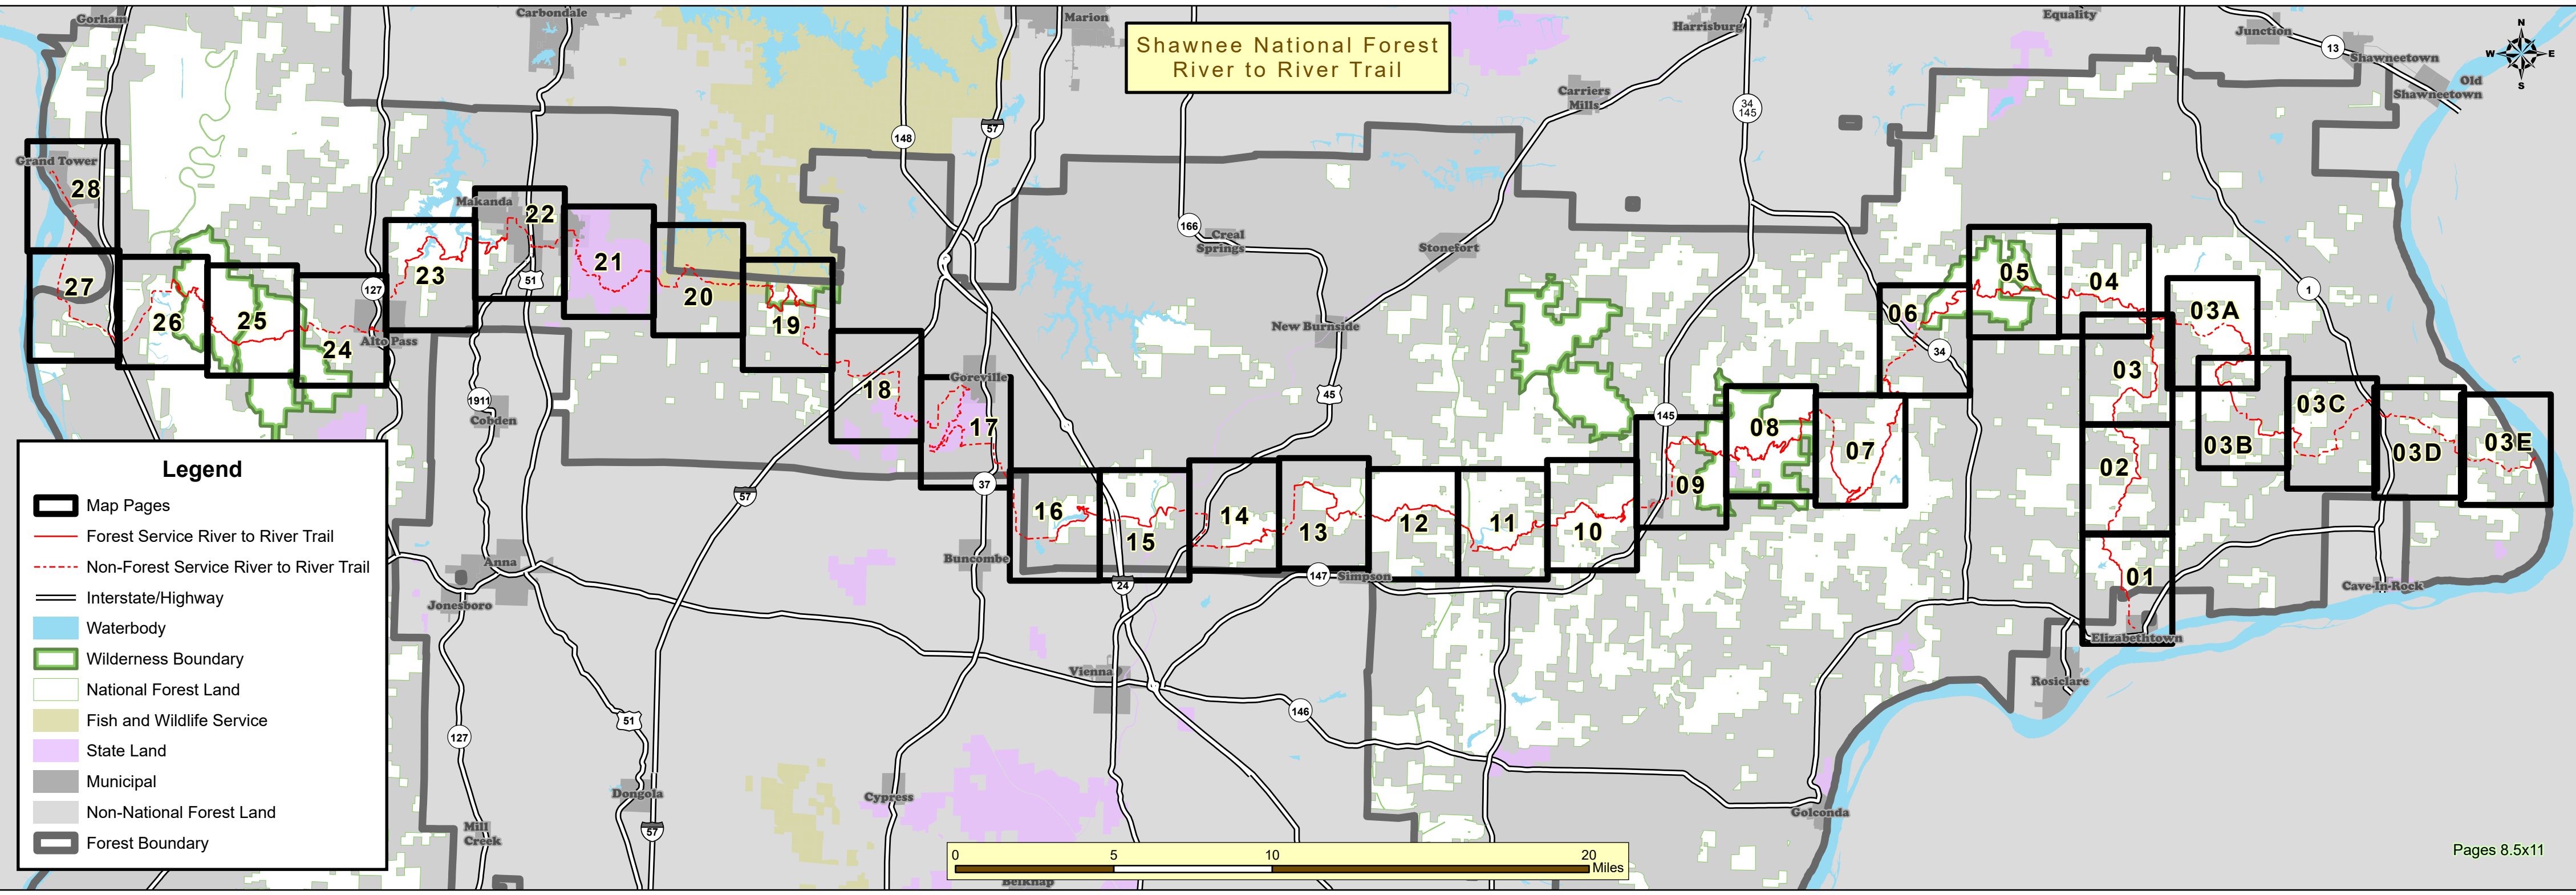 Shawnee National Forest
River to River Trail
N
W
E
S
Gorham
Carbondale
Marion
Harrisburg
Equality
Junction
13
Shawneetown
Old
Shawneetown
Carriers
Mills
34
145
148
57
Grand Tower
28
Makanda
22
166
Creal
Springs
Stonefort
27
26
25
24
127
Alto Pass
23
51
21
20
19
18
Goreville
17
37
New Burnside
45
145
06
34
05
04
03A
1
03
03B
03C
03D
03E
02
01
07
08
09
10
11
12
13
14
15
16
1911
Cobden
57
Buncombe
24
147
Simpson
Cave-In-Rock
Elizabethtown
Rosiclare
Anna
Jonesboro
Vienna
146
51
127
Dongola
Cypress
Golconda
Mill
Creek
57
Belknap
Legend
Map Pages
Forest Service River to River Trail
Non-Forest Service River to River Trail
Interstate/Highway
Waterbody
Wilderness Boundary
National Forest Land
Fish and Wildlife Service
State Land
Municipal
Non-National Forest Land
Forest Boundary
0
5
10
20
Miles
Pages 8.5x11